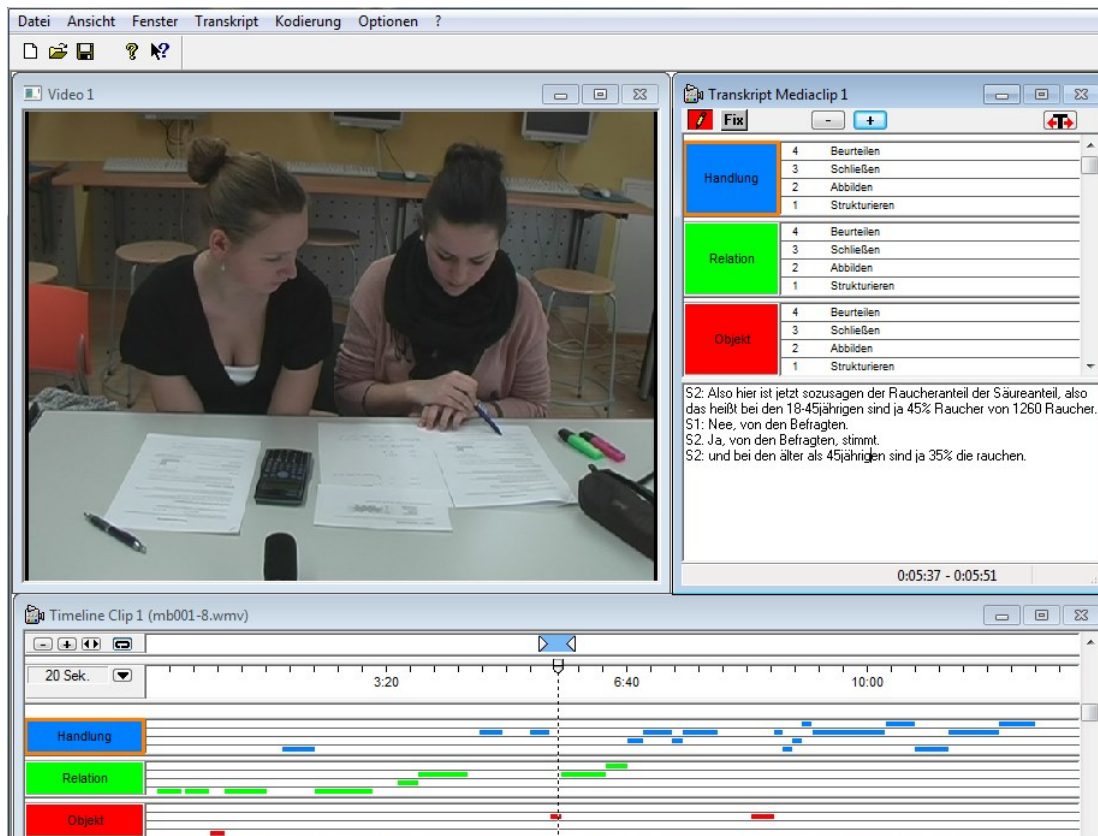 Datei Ansicht Fenster Transkript Kodierung Optionen ?
Video 1
Transkript Mediaclip 1
Fix
- +
T
Handlung
4 Beurteilen
3 Schließen
2 Abbilden
1 Strukturieren
Relation
4 Beurteilen
3 Schließen
2 Abbilden
1 Strukturieren
Objekt
4 Beurteilen
3 Schließen
2 Abbilden
1 Strukturieren
S2: Also hier ist jetzt sozusagen der Raucheranteil der Säureanteil, also
das heißt bei den 18-45jährigen sind ja 45% Raucher von 1260 Raucher.
S1: Nee, von den Befragten.
S2. Ja, von den Befragten, stimmt.
S2: und bei den älter als 45jährigen sind ja 35% die rauchen.
0:05:37 - 0:05:51
Timeline Clip 1 (mb001-8.wmv)
- +
20 Sek.
3:20 6:40 10:00
Handlung
Relation
Objekt